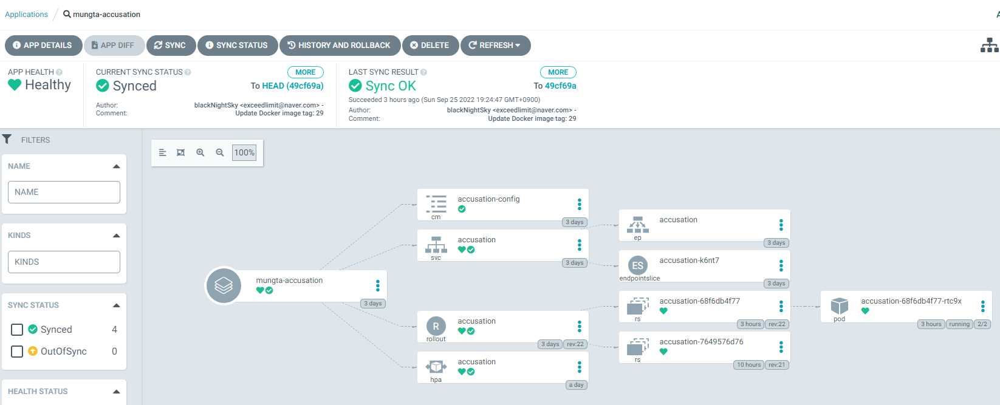 Applications
mungta-accusation
APP DETAILS
APP DIFF
SYNC
SYNC STATUS
HISTORY AND ROLLBACK
DELETE
REFRESH
APP HEALTH
Healthy
CURRENT SYNC STATUS
MORE
Synced
To HEAD (49cf69a)
Author: blackNightSky <exceedlimit@naver.com> -
Comment: Update Docker image tag: 29
LAST SYNC RESULT
MORE
Sync OK
To 49cf69a
Succeeded 3 hours ago (Sun Sep 25 2022 19:24:47 GMT+0900)
Author: blackNightSky <exceedlimit@naver.com> -
Comment: Update Docker image tag: 29
FILTERS
NAME
NAME
KINDS
KINDS
SYNC STATUS
Synced 4
OutOfSync 0
HEALTH STATUS
100%
mungta-accusation
3 days
accusation-config
cm
3 days
accusation
svc
3 days
accusation
R
rollout
3 days rev:22
accusation
hpa
a day
accusation
ep
3 days
accusation-k6nt7
ES
endpointslice
3 days
accusation-68f6db4f77
rs
3 hours rev:22
accusation-7649576d76
rs
10 hours rev:21
accusation-68f6db4f77-rtc9x
pod
3 hours running 2/2